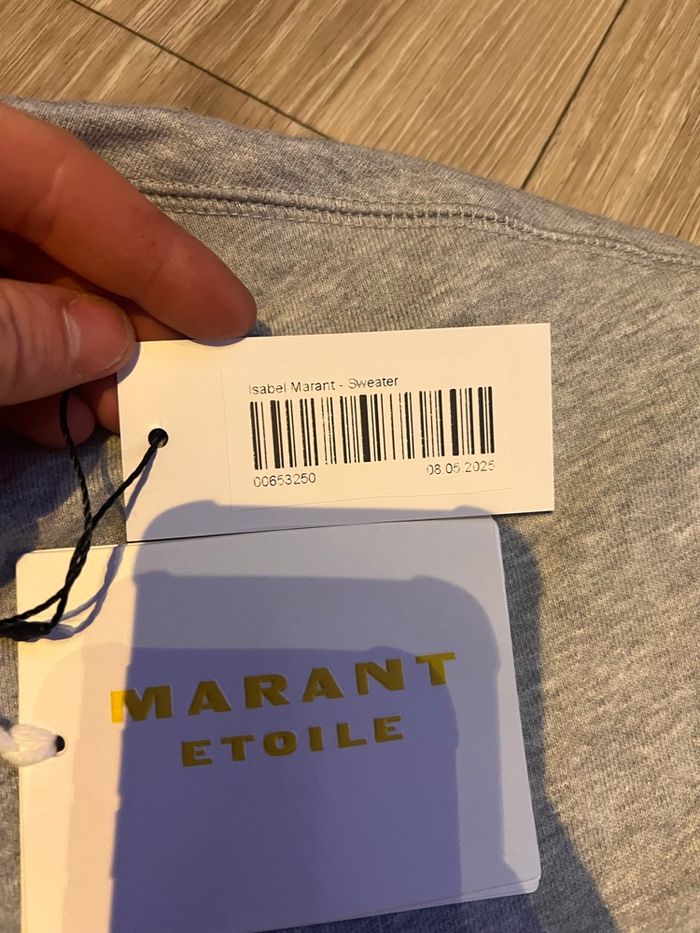 Isabel Marant - Sweater
00653250
08.05.2025
MARANT
ETOILE